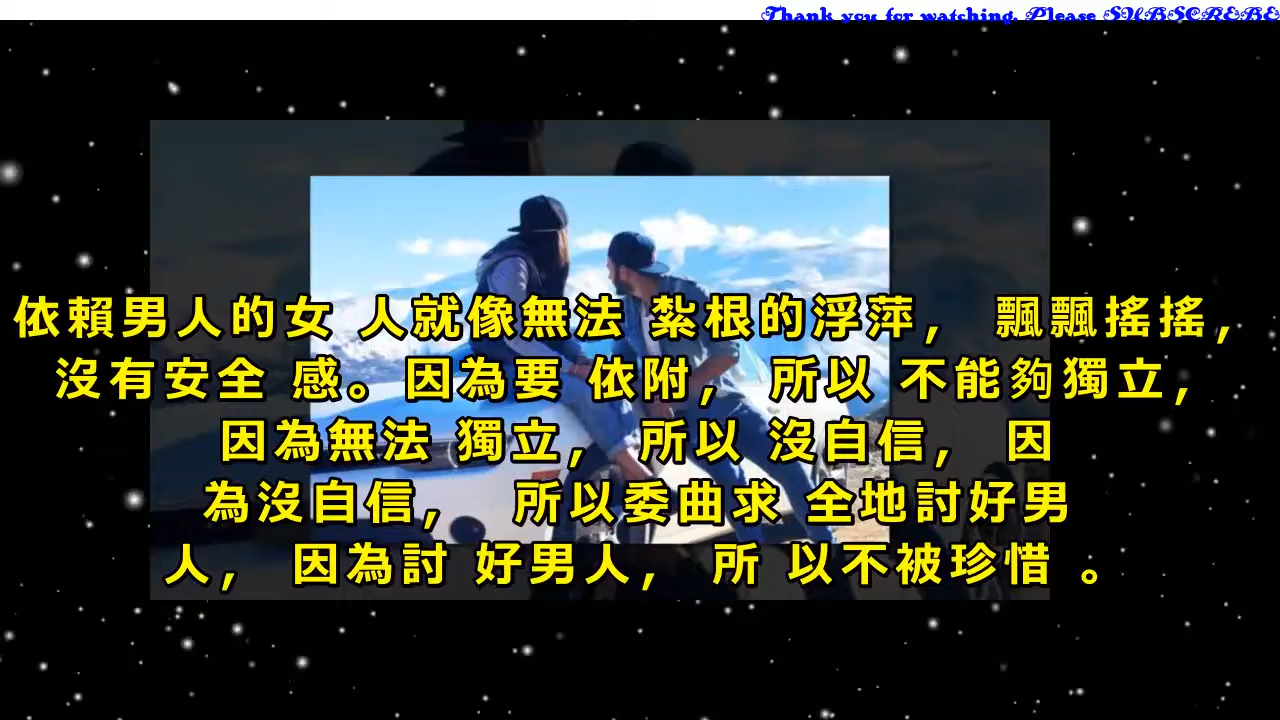 Thank you for watching. Please SUBSCRIBE
依賴男人的女 人就像無法 紮根的浮萍， 飄飄搖搖，
沒有安全 感。因為要 依附， 所以 不能夠獨立，
因為無法 獨立， 所以 沒自信， 因
為沒自信， 所以委曲求 全地討好男
人， 因為討 好男人， 所 以不被珍惜 。